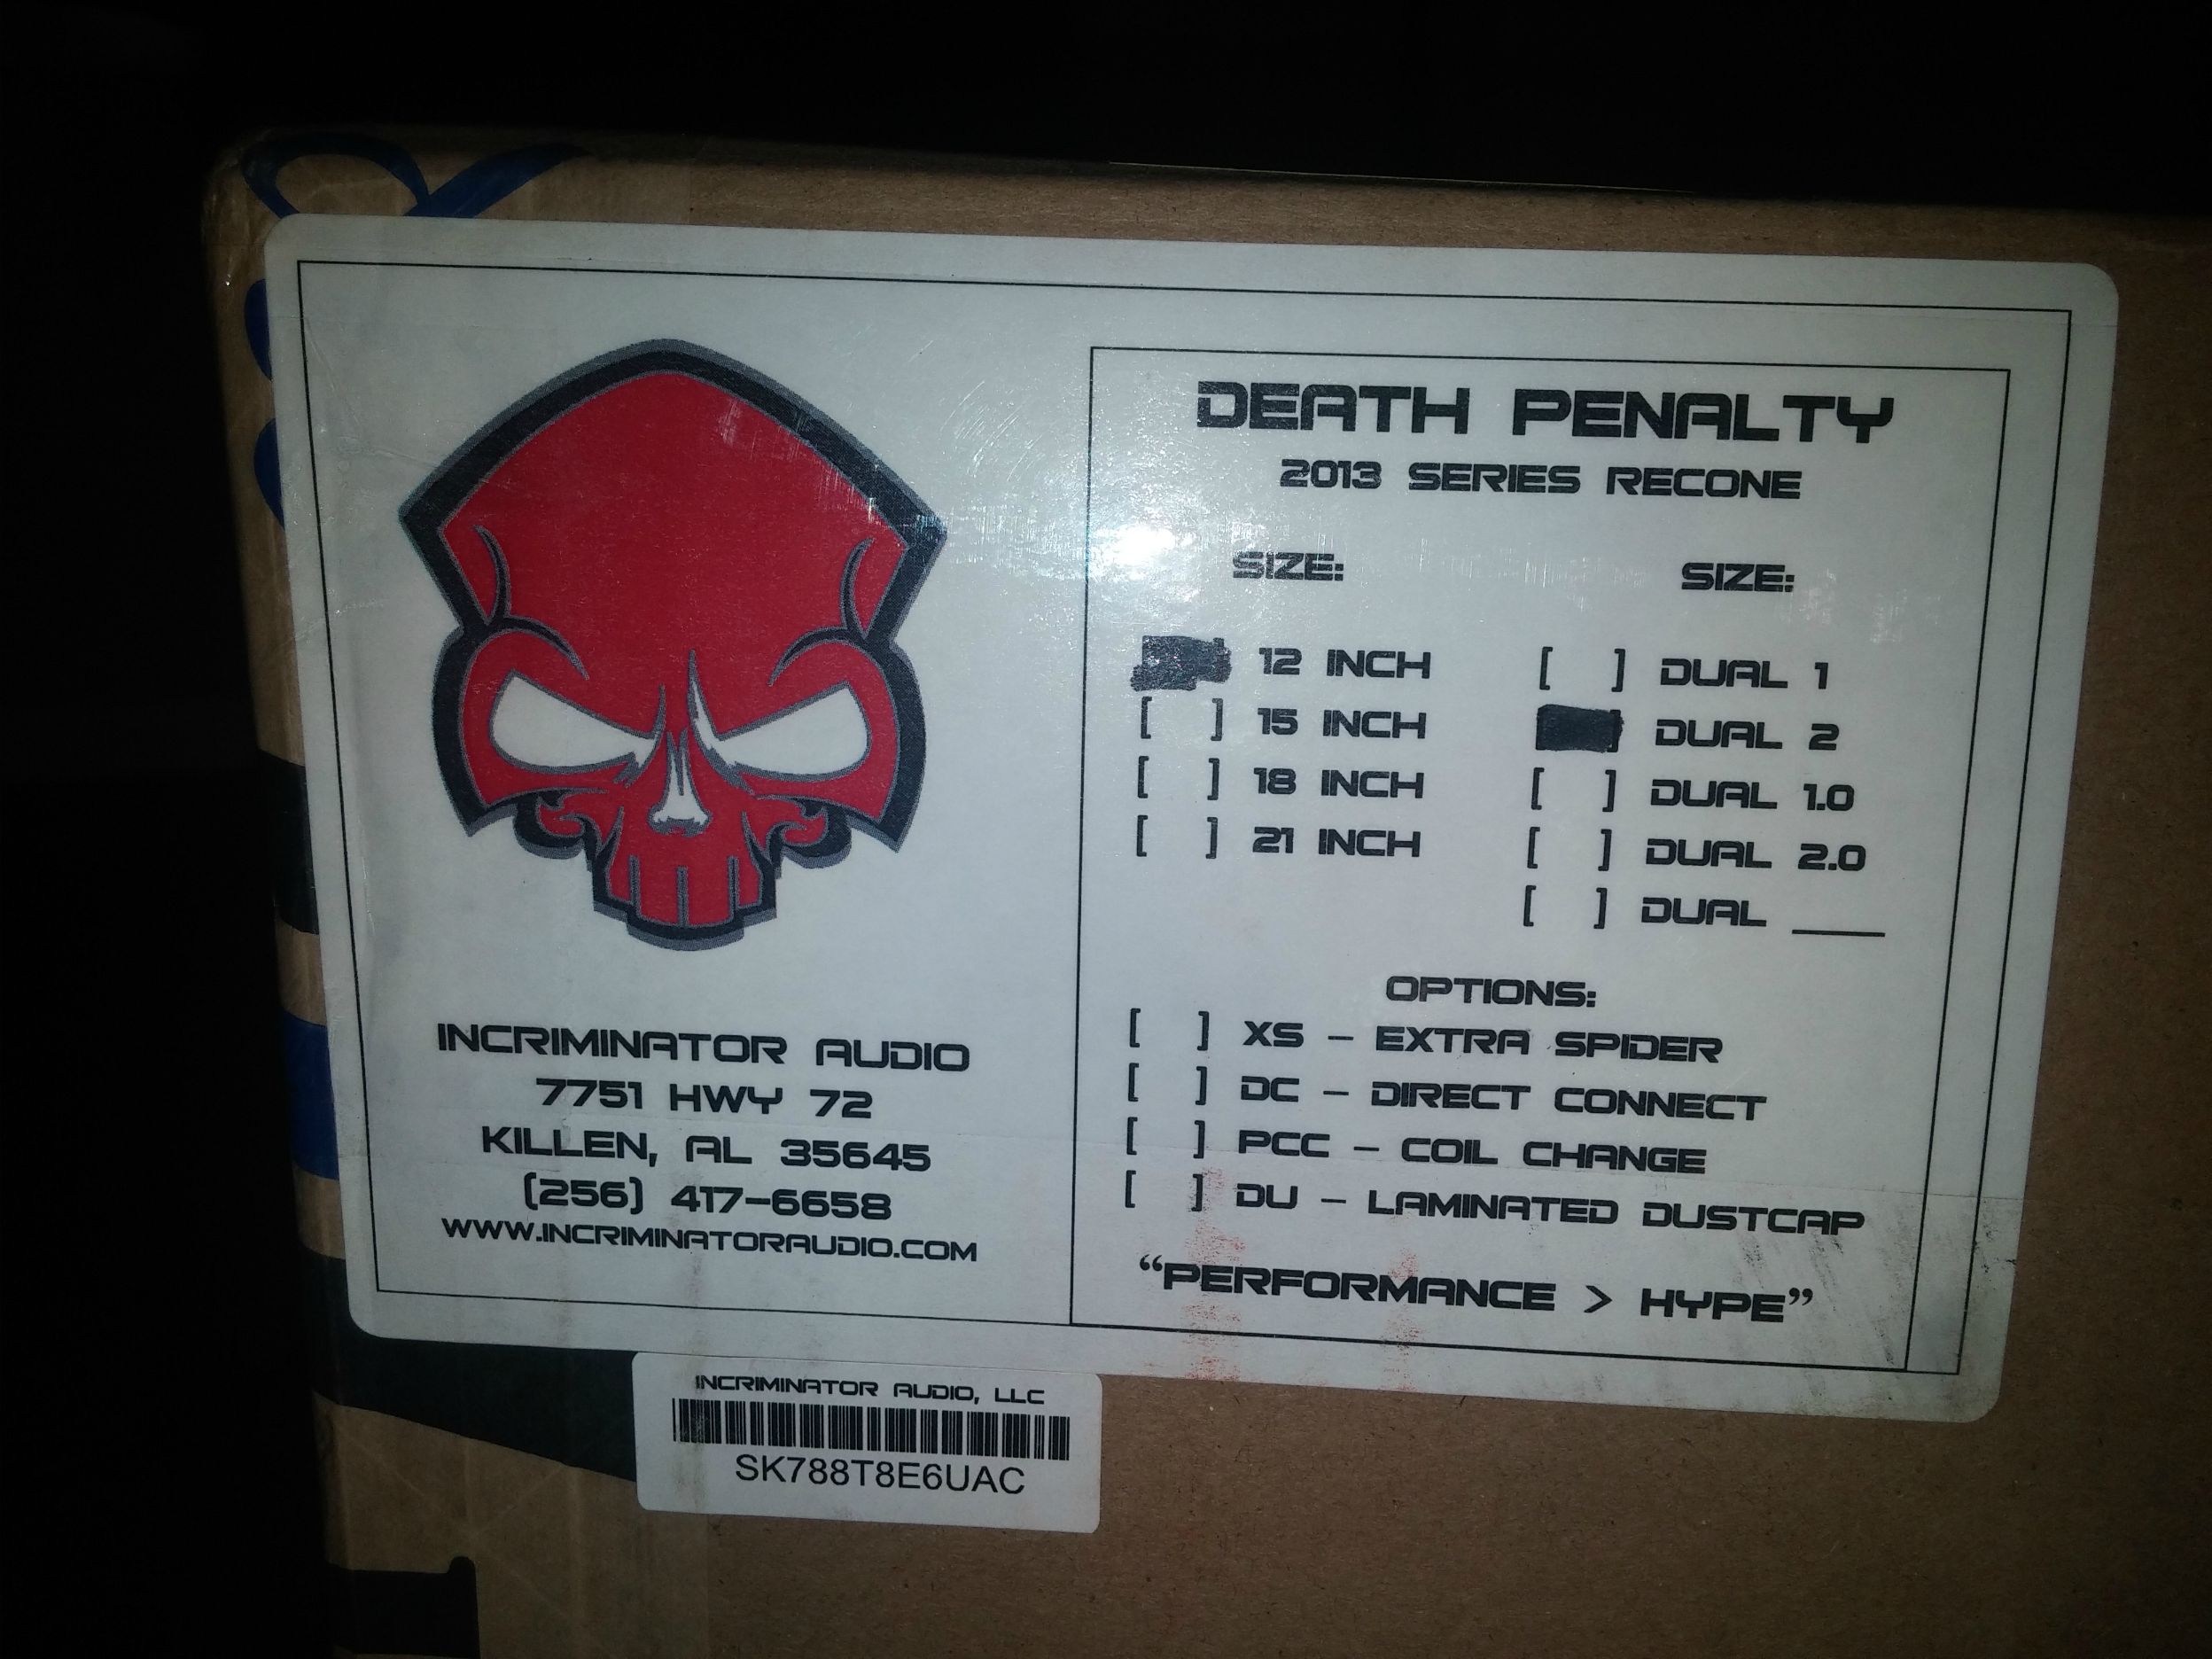 DEATH PENALTY
2013 SERIES RECONE
SIZE: SIZE:
12 INCH [ ] DUAL 1
[ ] 15 INCH DUAL 2
[ ] 18 INCH [ ] DUAL 1.0
[ ] 21 INCH [ ] DUAL 2.0
[ ] DUAL ____
OPTIONS:
[ ] XS - EXTRA SPIDER
[ ] DC - DIRECT CONNECT
[ ] PCC - COIL CHANGE
[ ] DU - LAMINATED DUSTCAP
“PERFORMANCE > HYPE”
INCRIMINATOR AUDIO
7751 HWY 72
KILLEN, AL 35645
(256) 417-6658
WWW.INCRIMINATORAUDIO.COM
INCRIMINATOR AUDIO, LLC
SK788T8E6UAC